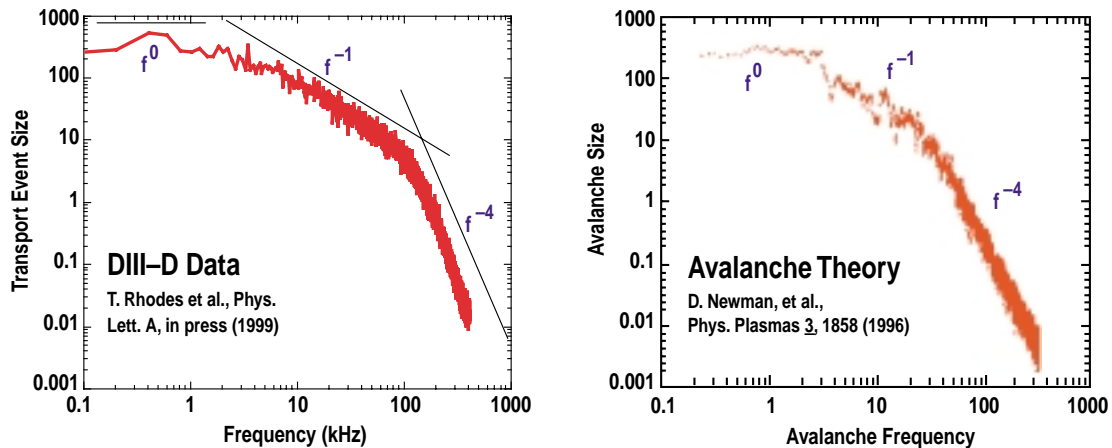 1000
100
10
1
0.1
0.01
0.001
Transport Event Size
f^0
f^–1
f^–4
DIII–D Data
T. Rhodes et al., Phys.
Lett. A, in press (1999)
0.1
1
10
100
1000
Frequency (kHz)
1000
100
10
1
0.1
0.01
0.001
Avalanche Size
f^0
f^–1
f^–4
Avalanche Theory
D. Newman, et al.,
Phys. Plasmas 3, 1858 (1996)
0.1
1
10
100
1000
Avalanche Frequency